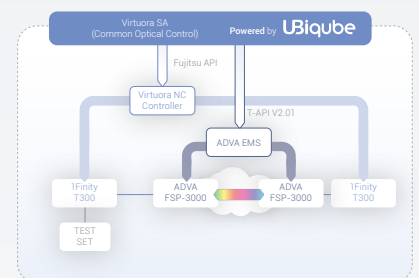 Virtuora SA
(Common Optical Control)
Powered by UBiqube
Fujitsu API
Virtuora NC
Controller
T-API V2.01
ADVA EMS
1Finity
T300
ADVA
FSP-3000
ADVA
FSP-3000
1Finity
T300
TEST
SET